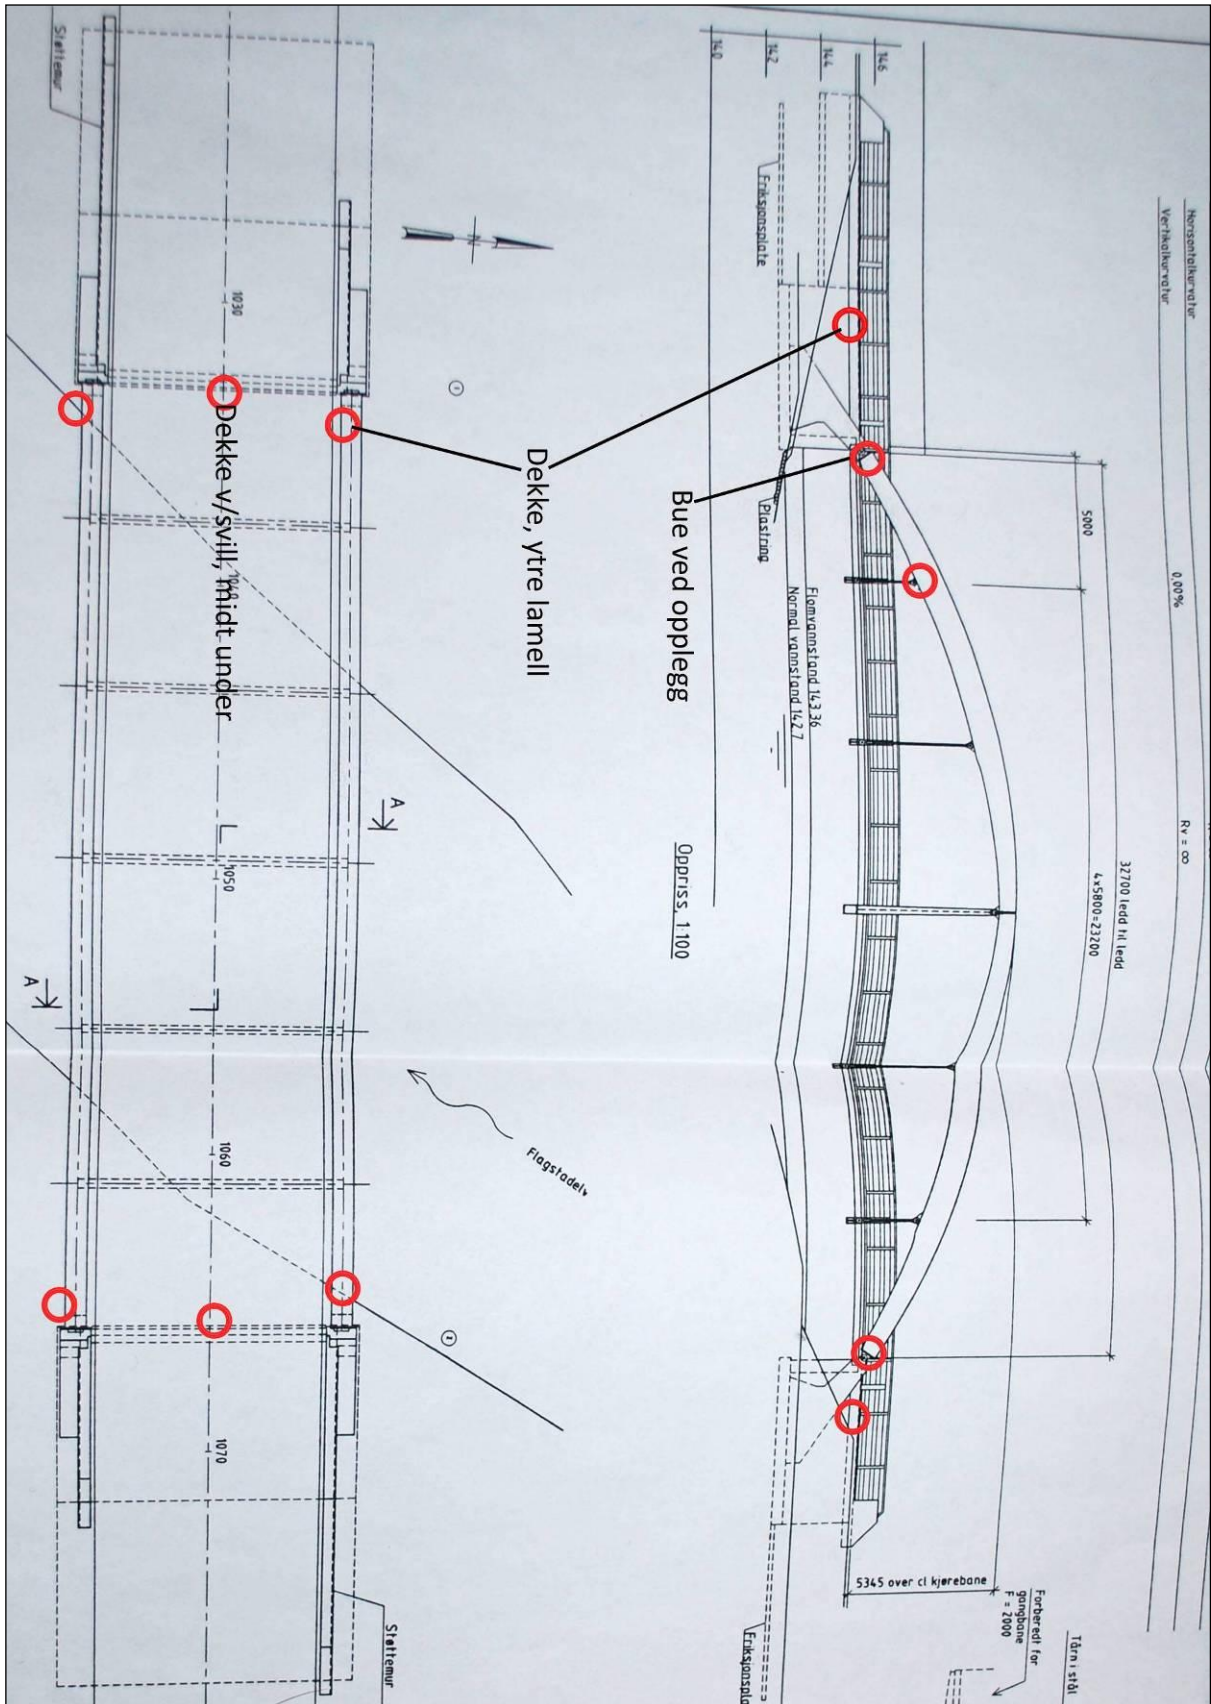 Horisontalkurvatur
Vertikalkurvatur
0,00%
Rv = ∞
32700 ledd til ledd
4x5800=23200
5000
146
144
142
140
Friksjonsplate
Plastring
Flomvannstand 143.36
Normal vannstand 142.7
Bue ved opplegg
Dekke, ytre lamell
Oppriss, 1:100
5345 over cl kjørebane
Forberedt for
gangbane
F = 2000
Tårn i stål
Støttemur
N
1
1030
Dekke v/svill, midt under
1040
1050
A
A
1060
Flagstadelv
1070
Støttemur